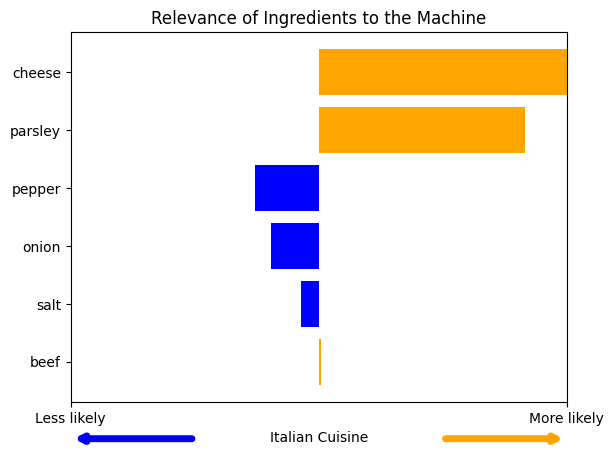 Relevance of Ingredients to the Machine
cheese
parsley
pepper
onion
salt
beef
Less likely
More likely
Italian Cuisine